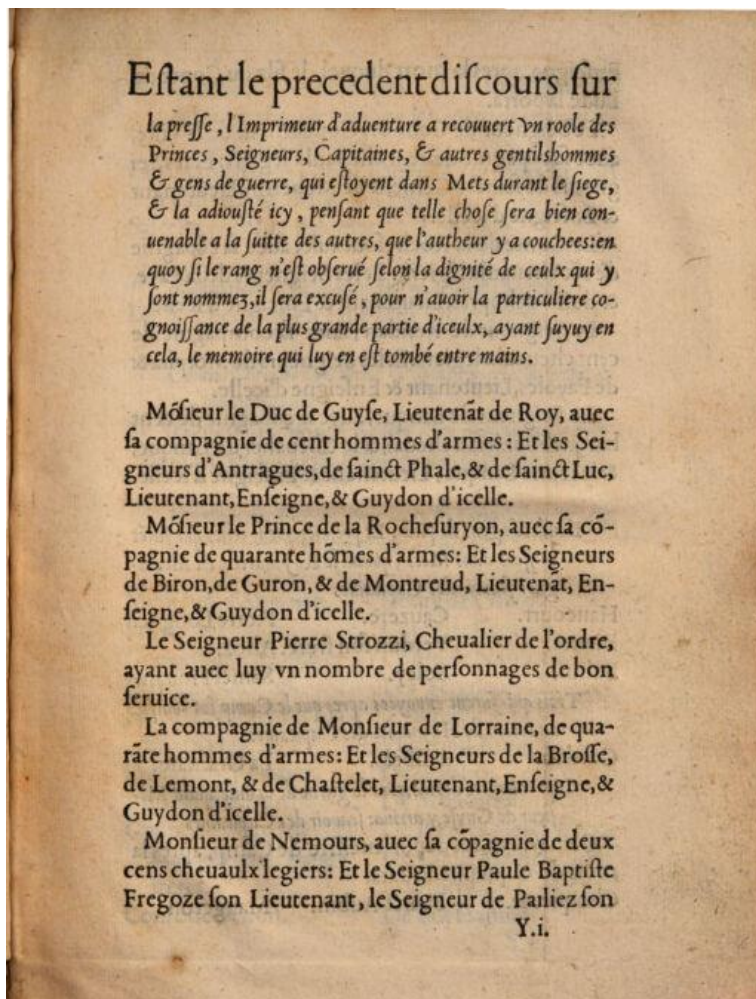 Eſtant le precedent diſcours ſur
la preſſe, l'Imprimeur d'aduenture a recouuert vn roole des
Princes, Seigneurs, Capitaines, & autres gentilshommes
& gens de guerre, qui eſtoyent dans Mets durant le ſiege,
& la adiouſté icy, penſant que telle choſe ſera bien con-
uenable a la ſuitte des autres, que l'autheur y a couchees:en
quoy ſi le rang n'eſt obſerué ſelon la dignité de ceulx qui y
ſont nommez, il ſera excuſé, pour n'auoir la particuliere co-
gnoiſſance de la plus grande partie d'iceulx, ayant ſuyuy en
cela, le memoire qui luy en eſt tombé entre mains.
Mōſieur le Duc de Guyſe, Lieutenāt de Roy, auec
ſa compagnie de cent hommes d'armes : Et les Sei-
gneurs d'Antragues, de ſainct Phale, & de ſainct Luc,
Lieutenant, Enſeigne, & Guydon d'icelle.
Mōſieur le Prince de la Rocheſuryon, auec ſa cō-
pagnie de quarante hōmes d'armes: Et les Seigneurs
de Biron, de Guron, & de Montreud, Lieutenāt, En-
ſeigne, & Guydon d'icelle.
Le Seigneur Pierre Strozzi, Cheualier de l'ordre,
ayant auec luy vn nombre de perſonnages de bon
ſeruice.
La compagnie de Monſieur de Lorraine, de qua-
rāte hommes d'armes: Et les Seigneurs de la Broſſe,
de Lemont, & de Chaſtelet, Lieutenant, Enſeigne, &
Guydon d'icelle.
Monſieur de Nemours, auec ſa cōpagnie de deux
cens cheuaulx legiers: Et le Seigneur Paule Baptiſte
Fregoze ſon Lieutenant, le Seigneur de Pailiez ſon
Y.i.